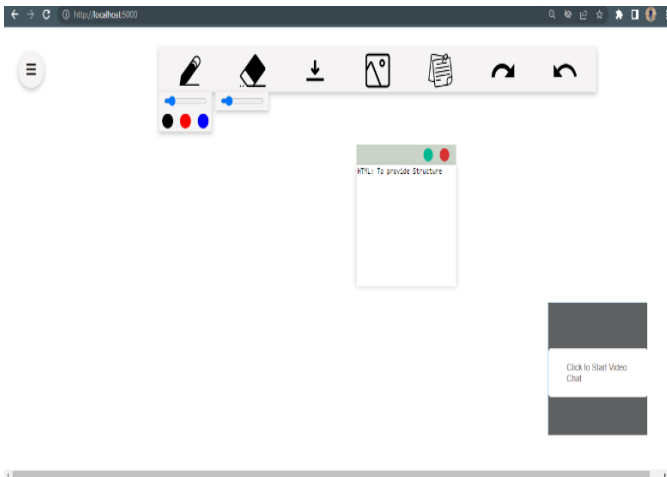 http://localhost:5000
HTML: To provide Structure
Click to Start Video
Chat